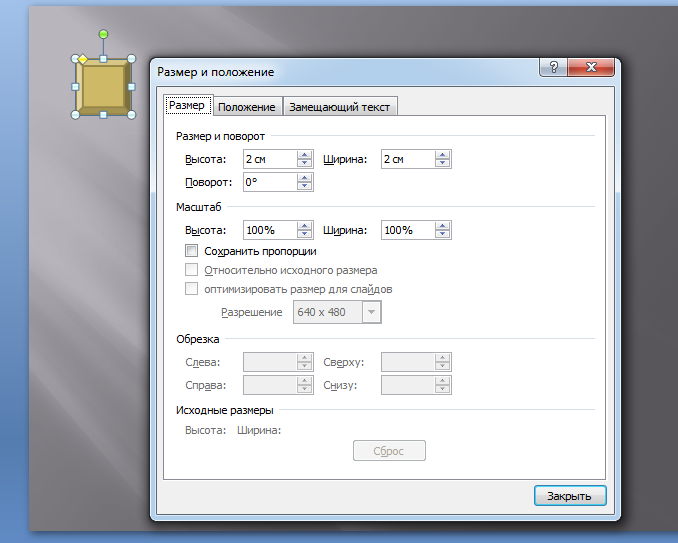 Размер и положение
Размер Положение Замещающий текст
Размер и поворот
Высота: 2 см Ширина: 2 см
Поворот: 0°
Масштаб
Высота: 100% Ширина: 100%
Сохранить пропорции
Относительно исходного размера
оптимизировать размер для слайдов
Разрешение 640 x 480
Обрезка
Слева: Сверху:
Справа: Снизу:
Исходные размеры
Высота: Ширина:
Сброс
Закрыть